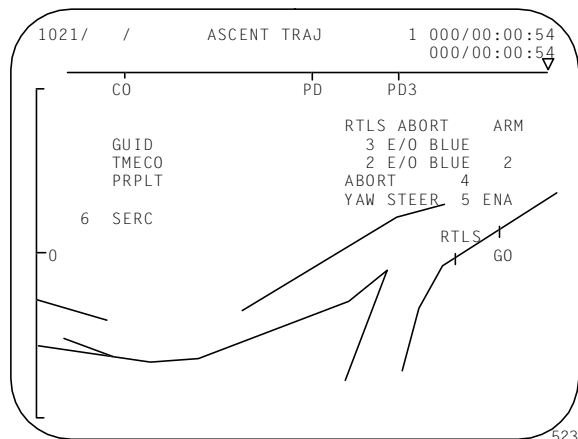 1021/ / ASCENT TRAJ 1 000/00:00:54
000/00:00:54
CO PD PD3
RTLS ABORT ARM
GUID 3 E/O BLUE
TMECO 2 E/O BLUE 2
PRPLT ABORT 4
YAW STEER 5 ENA
6 SERC
RTLS
0 GO
523